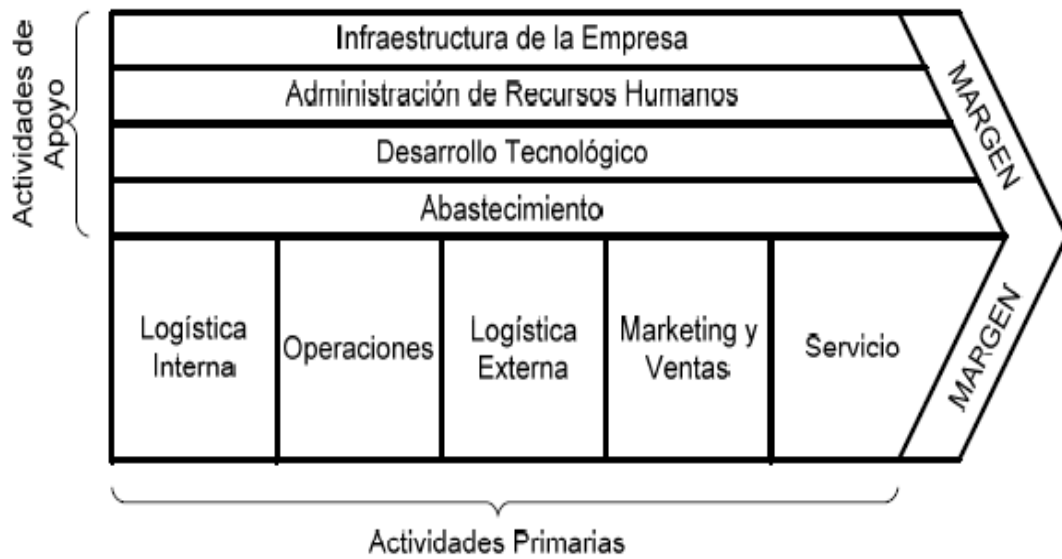 Actividades de
Apoyo
Infraestructura de la Empresa
Administración de Recursos Humanos
Desarrollo Tecnológico
Abastecimiento
MARGEN
Logística
Interna
Operaciones
Logística
Externa
Marketing y
Ventas
Servicio
MARGEN
Actividades Primarias